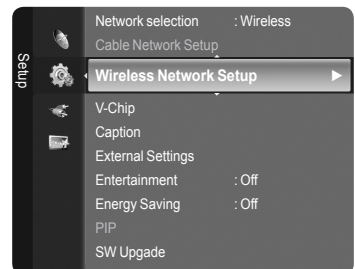 Setup
Network selection : Wireless
Cable Network Setup
Wireless Network Setup
V-Chip
Caption
External Settings
Entertainment : Off
Energy Saving : Off
PIP
SW Upgade